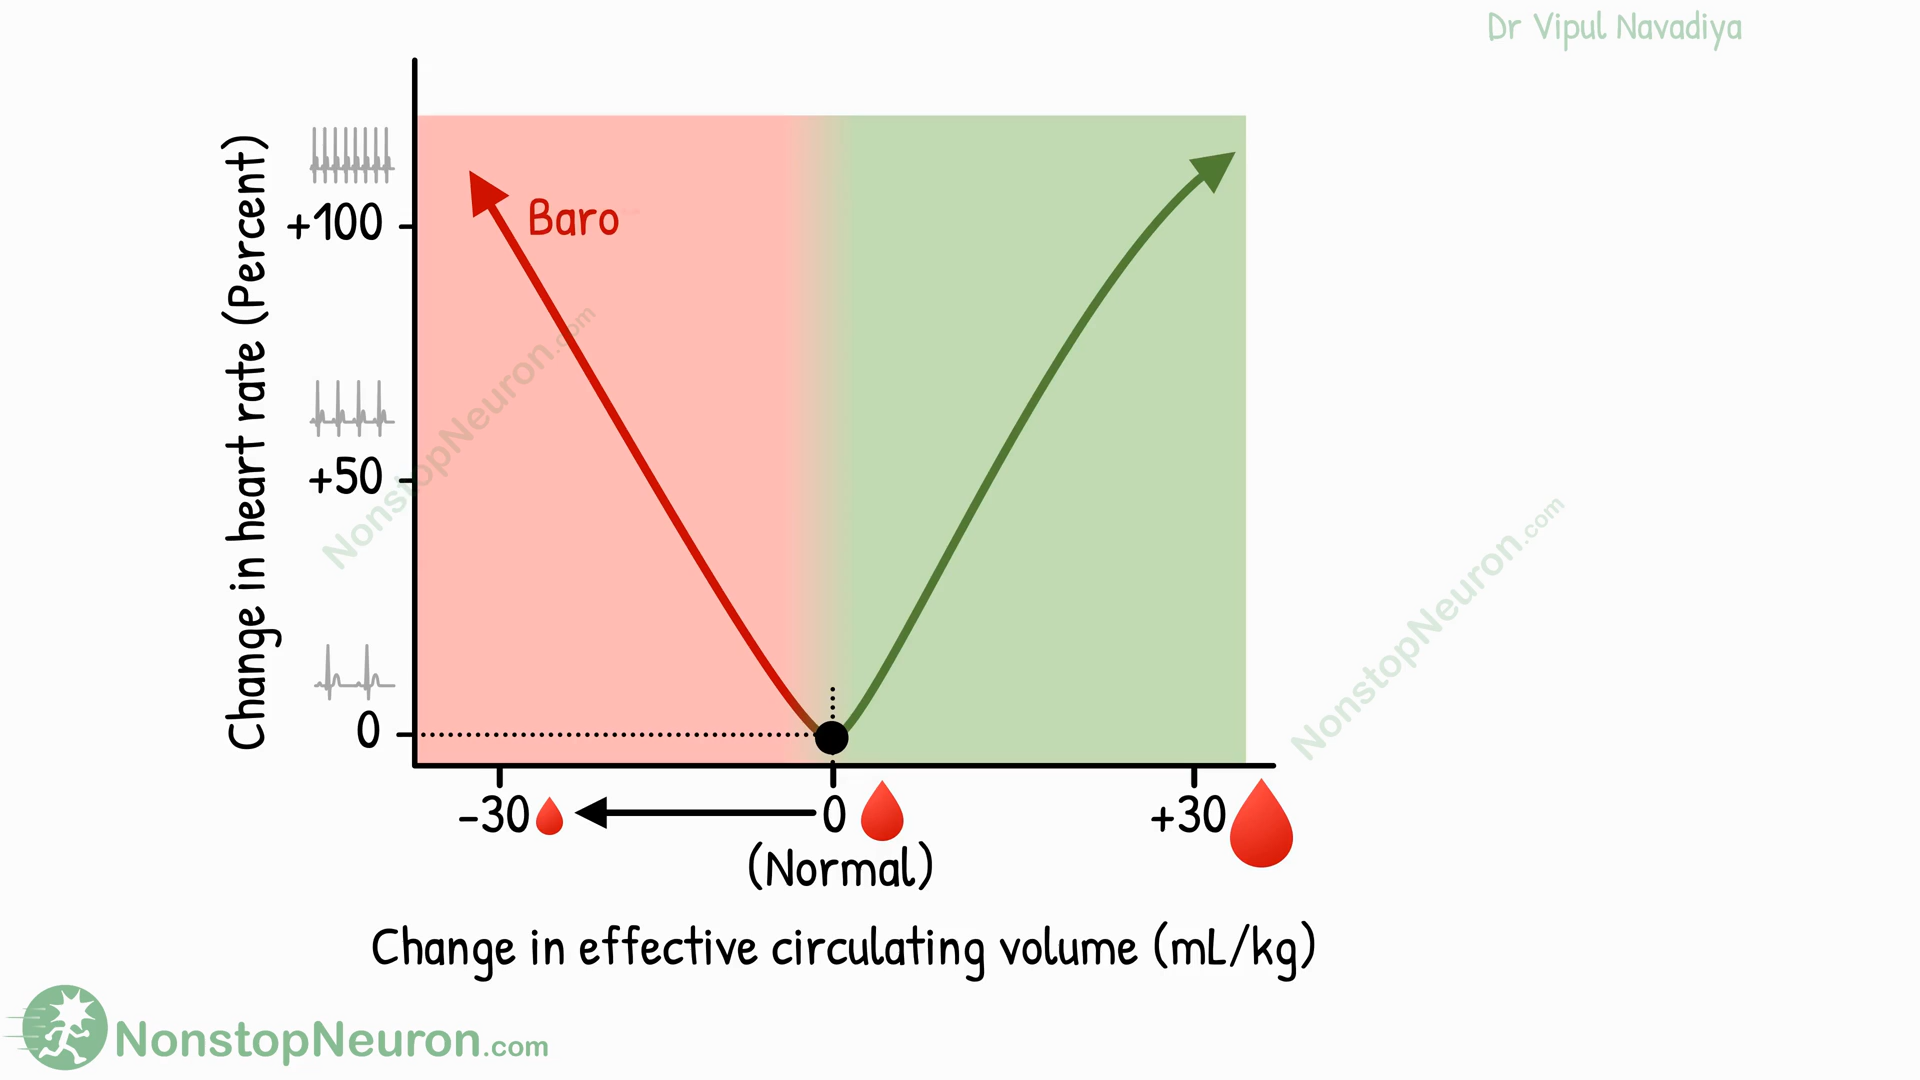 Dr Vipul Navadiya
Change in heart rate (Percent)
+100
+50
0
Baro
NonstopNeuron.com
NonstopNeuron.com
-30
0
+30
(Normal)
Change in effective circulating volume (mL/kg)
NonstopNeuron.com